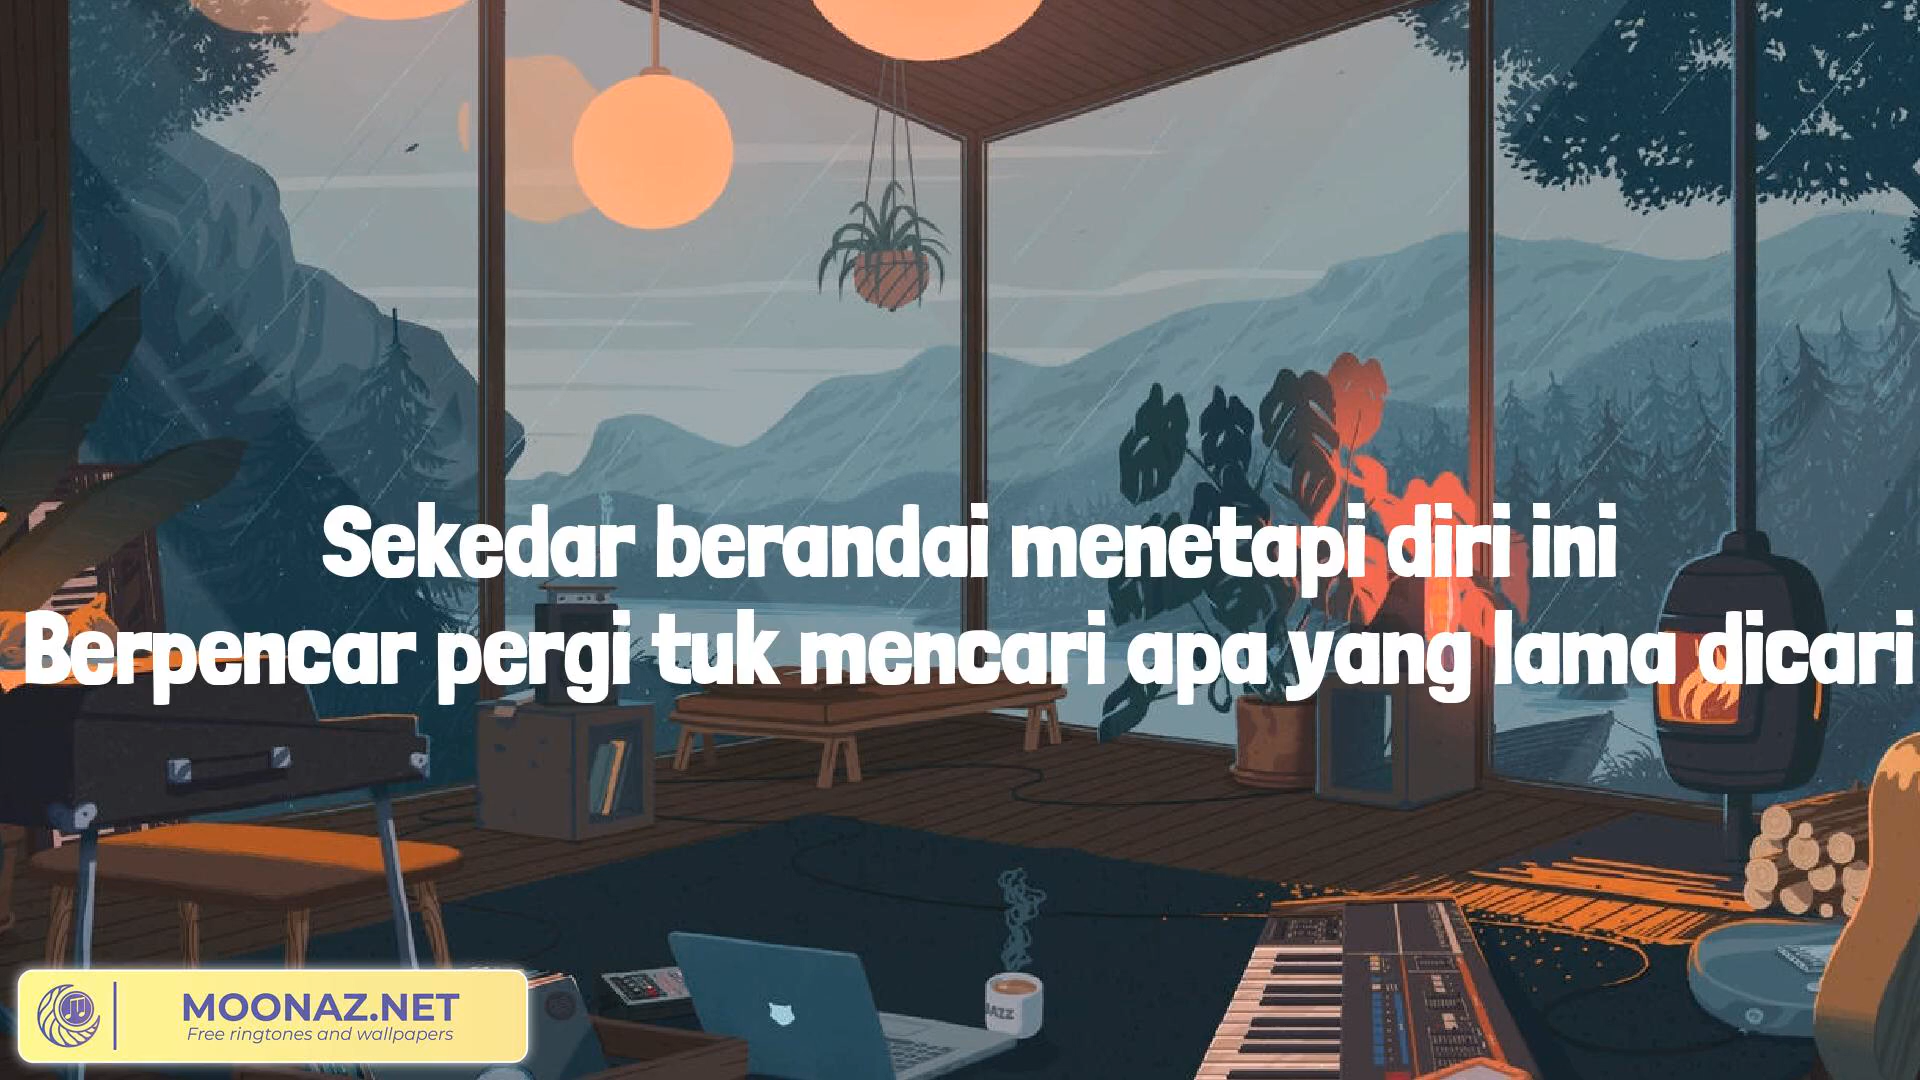 Sekedar berandai menetapi diri ini
Berpencar pergi tuk mencari apa yang lama dicari
MOONAZ.NET
Free ringtones and wallpapers
JAZZ